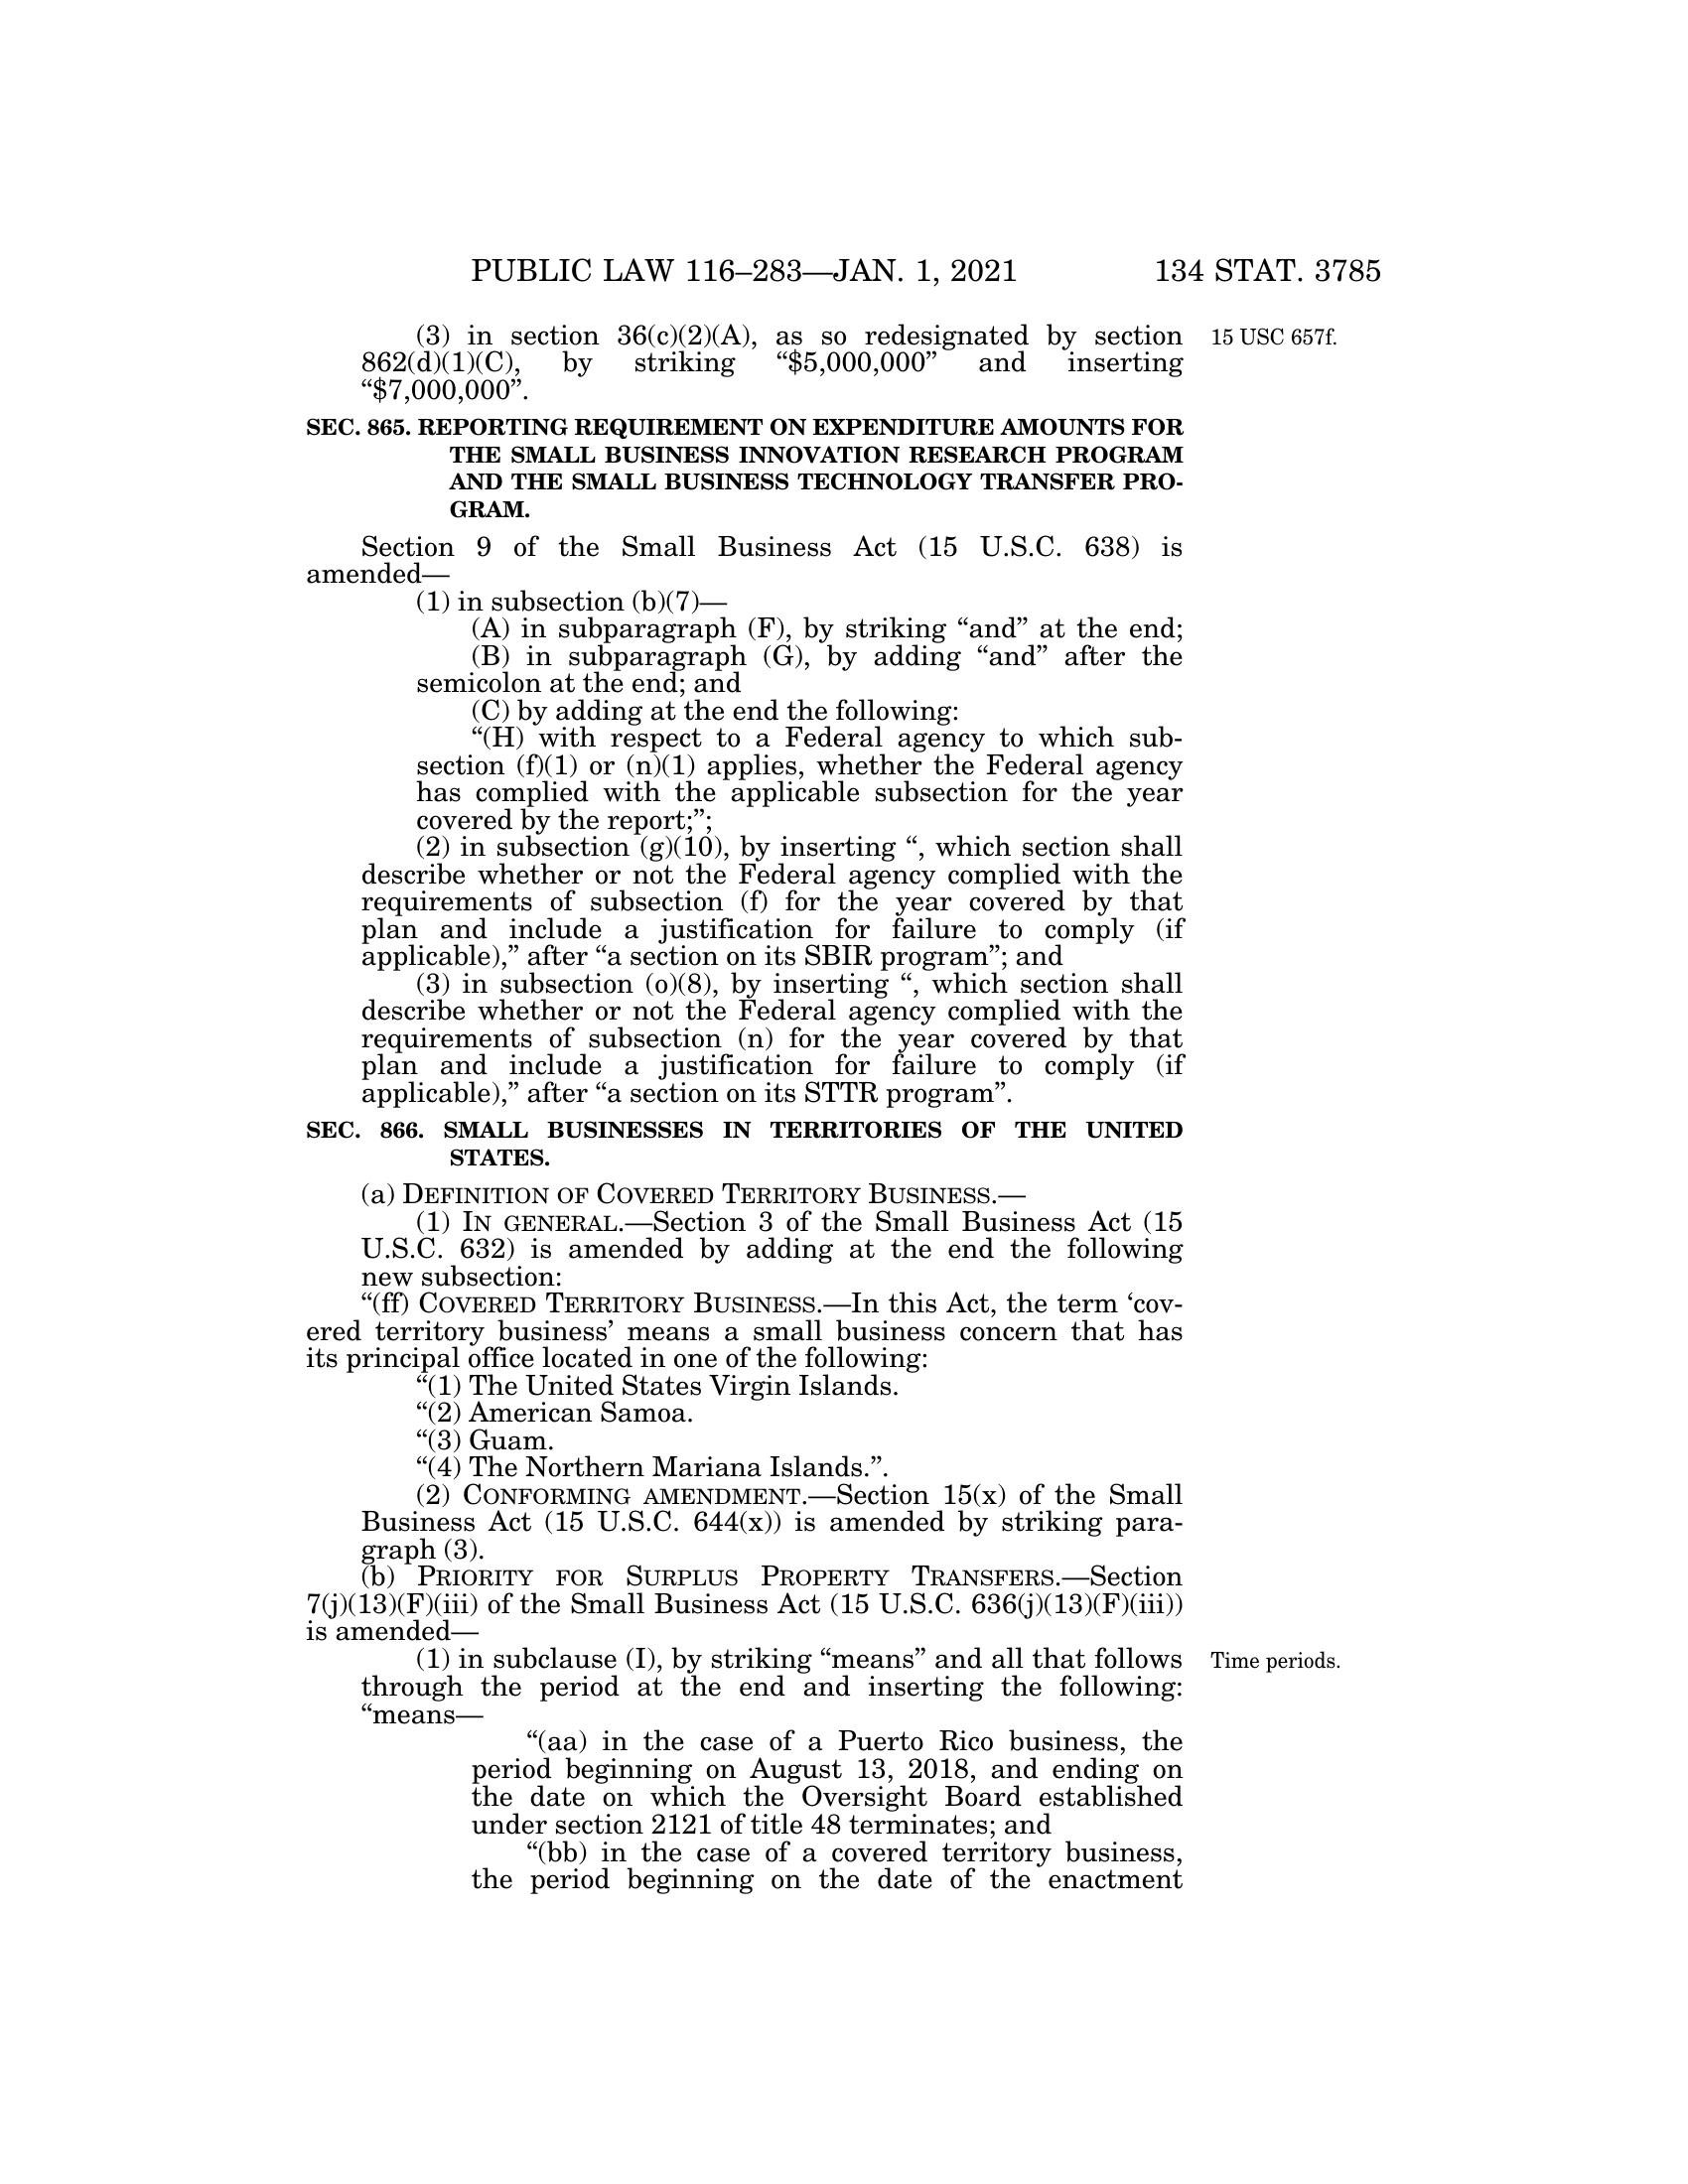 PUBLIC LAW 116–283—JAN. 1, 2021 134 STAT. 3785
(3) in section 36(c)(2)(A), as so redesignated by section
862(d)(1)(C), by striking “$5,000,000” and inserting
“$7,000,000”.
15 USC 657f.
SEC. 865. REPORTING REQUIREMENT ON EXPENDITURE AMOUNTS FOR
THE SMALL BUSINESS INNOVATION RESEARCH PROGRAM
AND THE SMALL BUSINESS TECHNOLOGY TRANSFER PRO-
GRAM.
Section 9 of the Small Business Act (15 U.S.C. 638) is
amended—
(1) in subsection (b)(7)—
(A) in subparagraph (F), by striking “and” at the end;
(B) in subparagraph (G), by adding “and” after the
semicolon at the end; and
(C) by adding at the end the following:
“(H) with respect to a Federal agency to which sub-
section (f)(1) or (n)(1) applies, whether the Federal agency
has complied with the applicable subsection for the year
covered by the report;”;
(2) in subsection (g)(10), by inserting “, which section shall
describe whether or not the Federal agency complied with the
requirements of subsection (f) for the year covered by that
plan and include a justification for failure to comply (if
applicable),” after “a section on its SBIR program”; and
(3) in subsection (o)(8), by inserting “, which section shall
describe whether or not the Federal agency complied with the
requirements of subsection (n) for the year covered by that
plan and include a justification for failure to comply (if
applicable),” after “a section on its STTR program”.
SEC. 866. SMALL BUSINESSES IN TERRITORIES OF THE UNITED
STATES.
(a) DEFINITION OF COVERED TERRITORY BUSINESS.—
(1) IN GENERAL.—Section 3 of the Small Business Act (15
U.S.C. 632) is amended by adding at the end the following
new subsection:
“(ff) COVERED TERRITORY BUSINESS.—In this Act, the term ‘cov-
ered territory business’ means a small business concern that has
its principal office located in one of the following:
“(1) The United States Virgin Islands.
“(2) American Samoa.
“(3) Guam.
“(4) The Northern Mariana Islands.”.
(2) CONFORMING AMENDMENT.—Section 15(x) of the Small
Business Act (15 U.S.C. 644(x)) is amended by striking para-
graph (3).
(b) PRIORITY FOR SURPLUS PROPERTY TRANSFERS.—Section
7(j)(13)(F)(iii) of the Small Business Act (15 U.S.C. 636(j)(13)(F)(iii))
is amended—
(1) in subclause (I), by striking “means” and all that follows
through the period at the end and inserting the following:
“means—
Time periods.
“(aa) in the case of a Puerto Rico business, the
period beginning on August 13, 2018, and ending on
the date on which the Oversight Board established
under section 2121 of title 48 terminates; and
“(bb) in the case of a covered territory business,
the period beginning on the date of the enactment